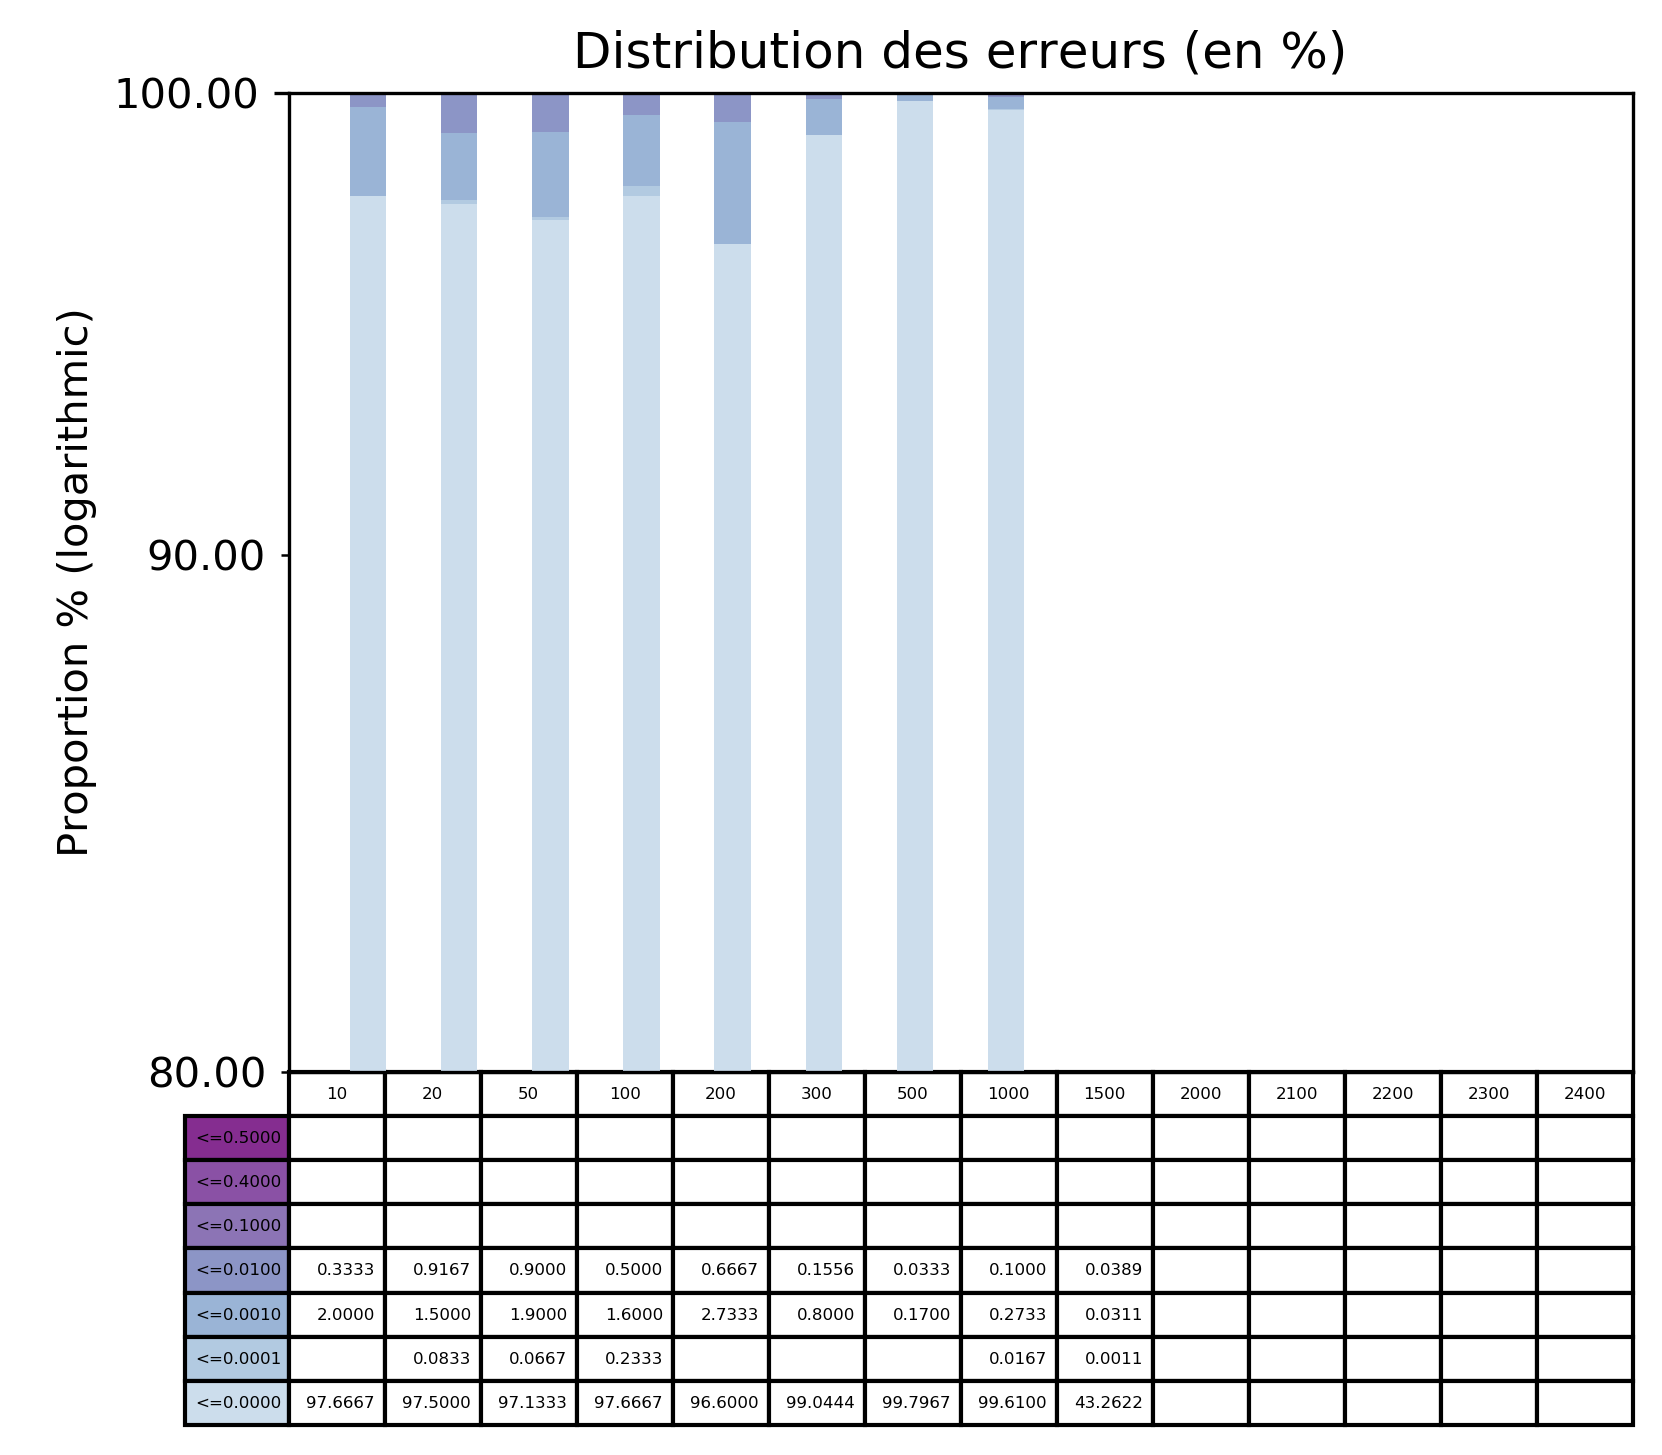 Distribution des erreurs (en %)
100.00
90.00
80.00
Proportion % (logarithmic)
10 20 50 100 200 300 500 1000 1500 2000 2100 2200 2300 2400
<=0.5000
<=0.4000
<=0.1000
<=0.0100 0.3333 0.9167 0.9000 0.5000 0.6667 0.1556 0.0333 0.1000 0.0389
<=0.0010 2.0000 1.5000 1.9000 1.6000 2.7333 0.8000 0.1700 0.2733 0.0311
<=0.0001 0.0833 0.0667 0.2333 0.0167 0.0011
<=0.0000 97.6667 97.5000 97.1333 97.6667 96.6000 99.0444 99.7967 99.6100 43.2622